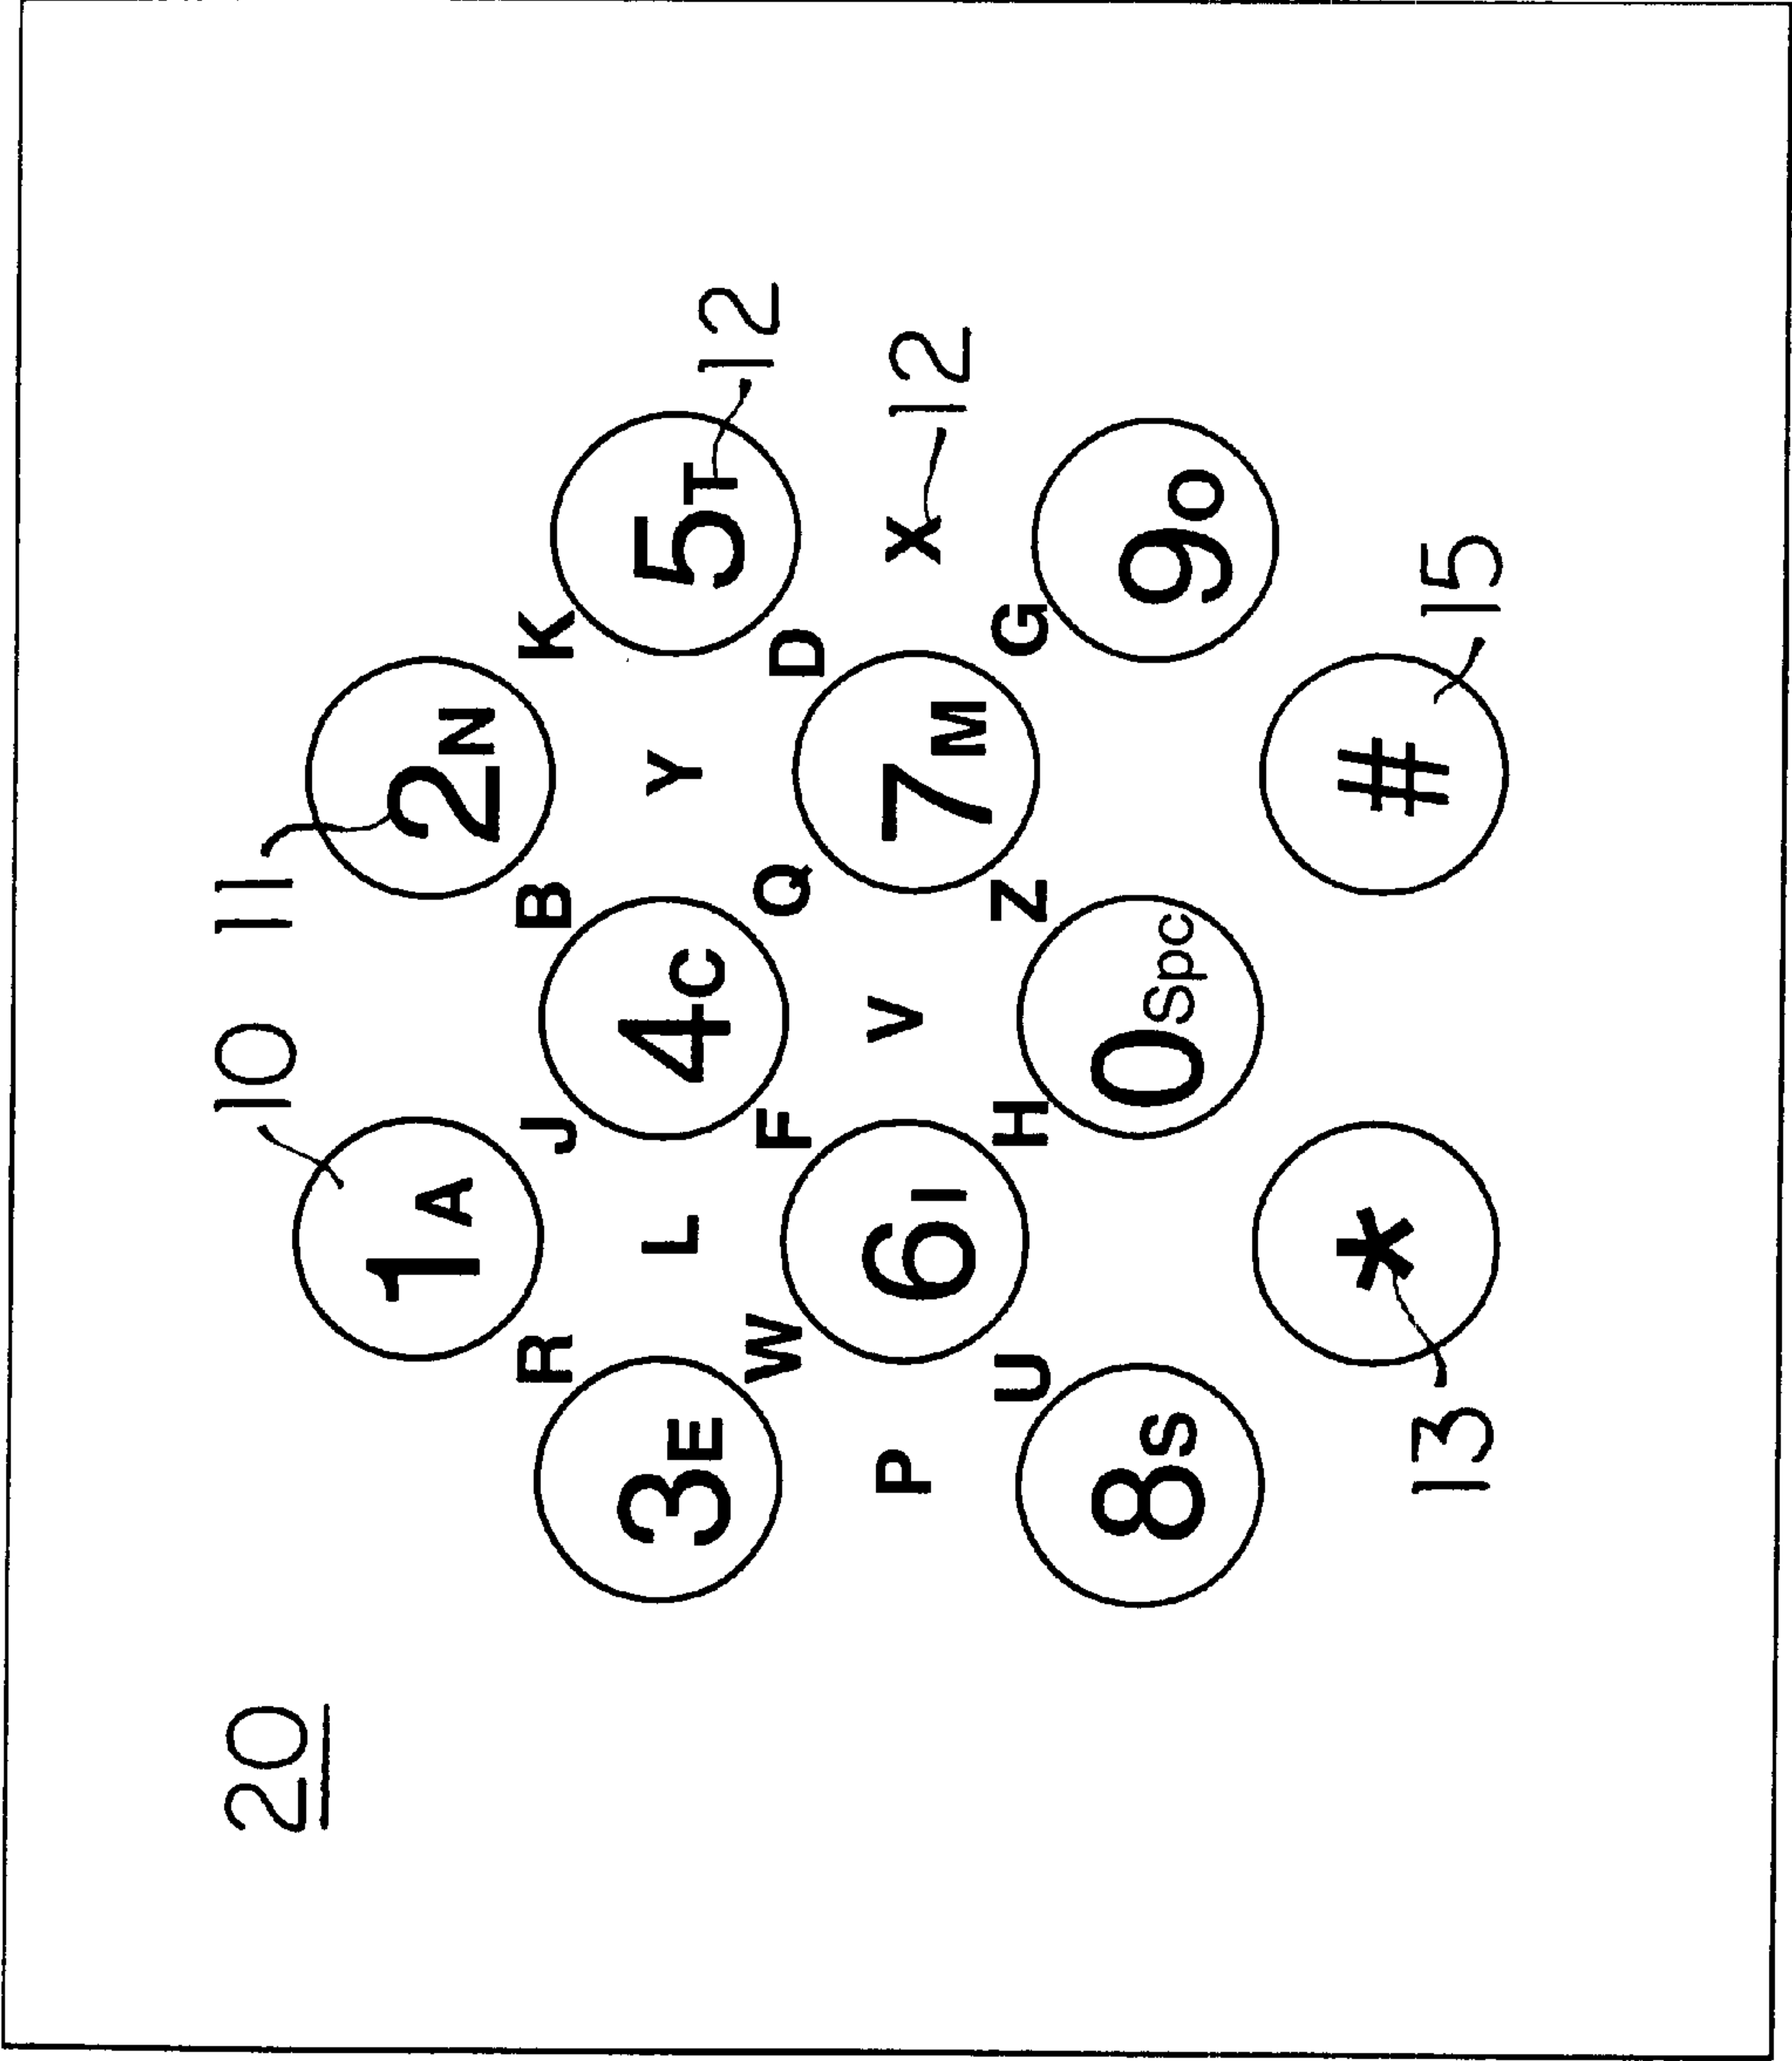 20 10 11
1A 2N
R J B K
3E L 4C Y 5T 12
W F Q D
P 6I V 7M X 12
U H Z G
8S 0Spc 9O
* #
13 15